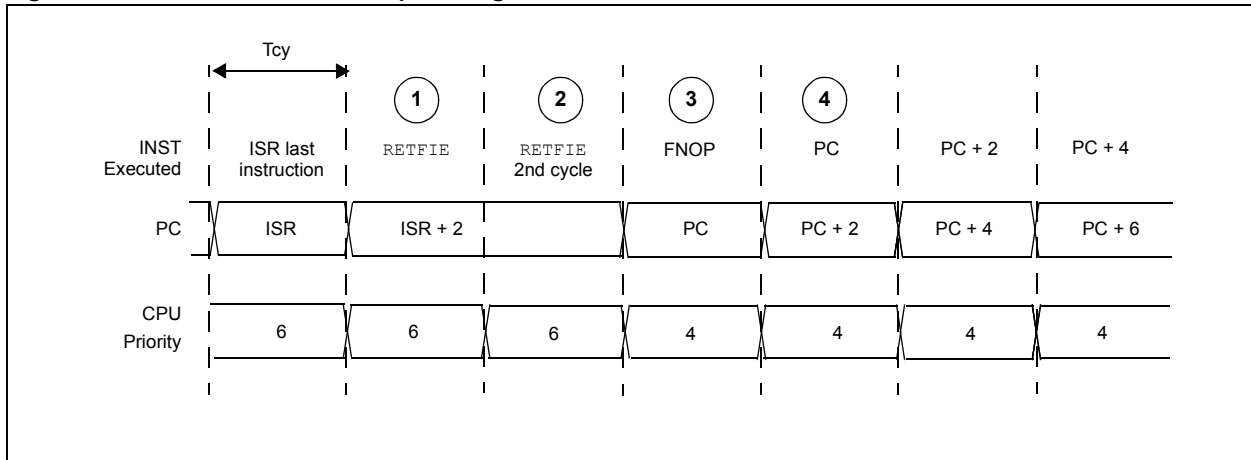 Tcy
1 2 3 4
INST Executed
ISR last instruction
RETFIE
RETFIE 2nd cycle
FNOP
PC
PC + 2
PC + 4
PC
ISR
ISR + 2
PC
PC + 2
PC + 4
PC + 6
CPU Priority
6
6
6
4
4
4
4